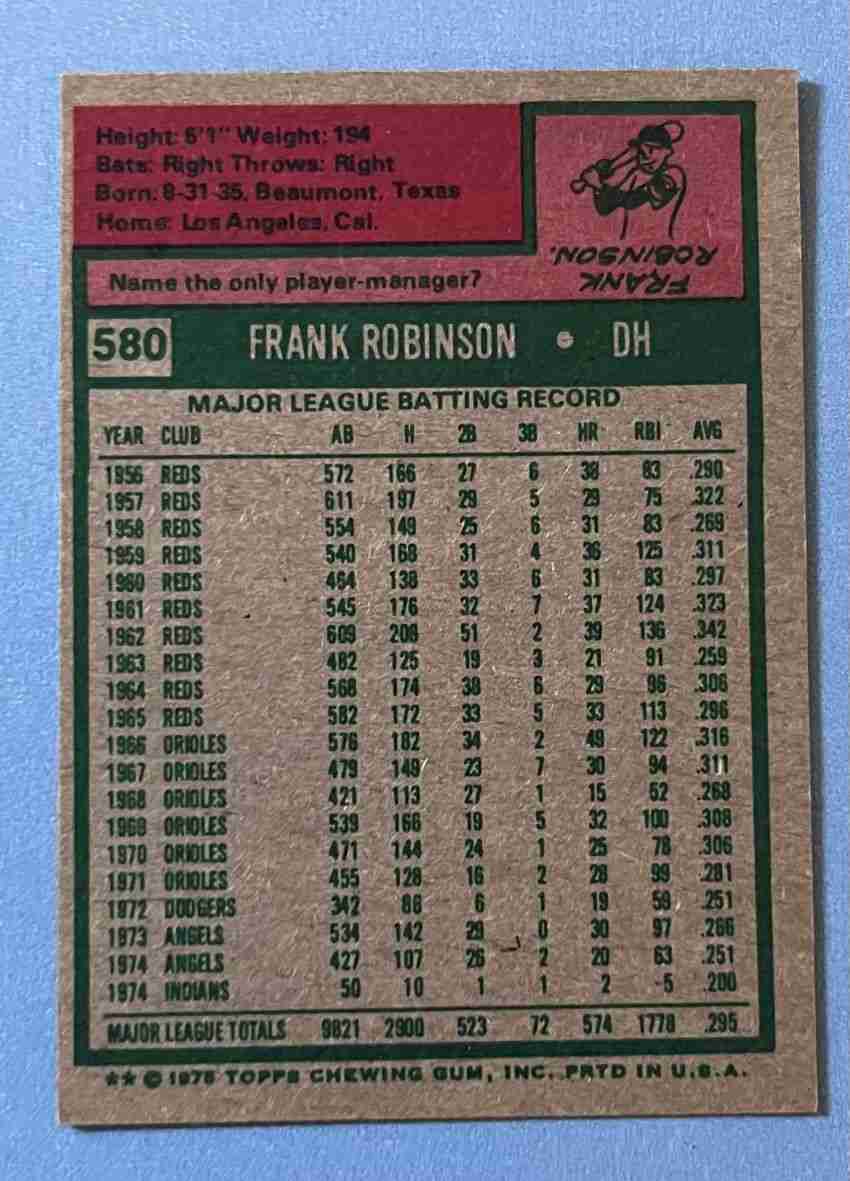 Height: 6'1" Weight: 194
Bats: Right Throws: Right
Born: 8-31-35, Beaumont, Texas
Home: Los Angeles, Cal.
Name the only player-manager?
FRANK
ROBINSON.
580 FRANK ROBINSON • DH
MAJOR LEAGUE BATTING RECORD
YEAR CLUB AB H 2B 3B HR RBI AVG
1956 REDS 572 166 27 6 38 83 .290
1957 REDS 611 197 29 5 29 75 .322
1958 REDS 554 149 25 6 31 83 .269
1959 REDS 540 168 31 4 36 125 .311
1960 REDS 464 138 33 6 31 83 .297
1961 REDS 545 176 32 7 37 124 .323
1962 REDS 609 208 51 2 39 136 .342
1963 REDS 482 125 19 3 21 91 .259
1964 REDS 568 174 38 6 29 96 .306
1965 REDS 582 172 33 5 33 113 .296
1966 ORIOLES 576 182 34 2 49 122 .316
1967 ORIOLES 479 149 23 7 30 94 .311
1968 ORIOLES 421 113 27 1 15 52 .268
1969 ORIOLES 539 166 19 5 32 100 .308
1970 ORIOLES 471 144 24 1 25 78 .306
1971 ORIOLES 455 128 16 2 28 99 .281
1972 DODGERS 342 86 6 1 19 59 .251
1973 ANGELS 534 142 29 0 30 97 .266
1974 ANGELS 427 107 26 2 20 63 .251
1974 INDIANS 50 10 1 1 2 5 .200
MAJOR LEAGUE TOTALS 9821 2900 523 72 574 1778 .295
★★ © 1975 TOPPS CHEWING GUM, INC. PRTD IN U.S.A.